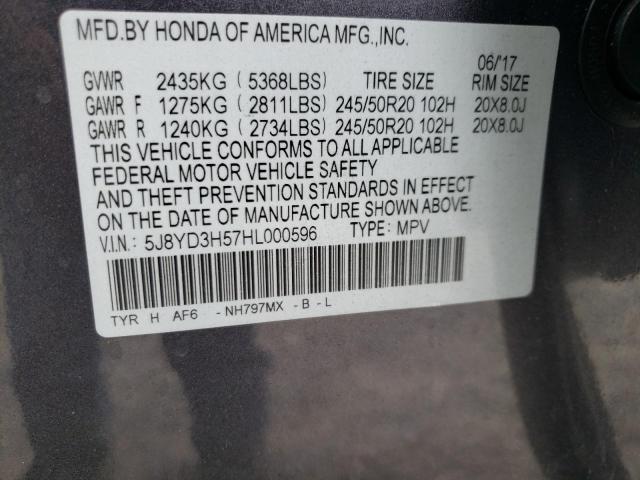 MFD.BY HONDA OF AMERICA MFG.,INC.
06/'17
GVWR 2435KG ( 5368LBS) TIRE SIZE RIM SIZE
GAWR F 1275KG ( 2811LBS) 245/50R20 102H 20X8.0J
GAWR R 1240KG ( 2734LBS) 245/50R20 102H 20X8.0J
THIS VEHICLE CONFORMS TO ALL APPLICABLE
FEDERAL MOTOR VEHICLE SAFETY
AND THEFT PREVENTION STANDARDS IN EFFECT
ON THE DATE OF MANUFACTURE SHOWN ABOVE.
V.I.N.: 5J8YD3H57HL000596 TYPE: MPV
TYR H AF6 - NH797MX - B - L